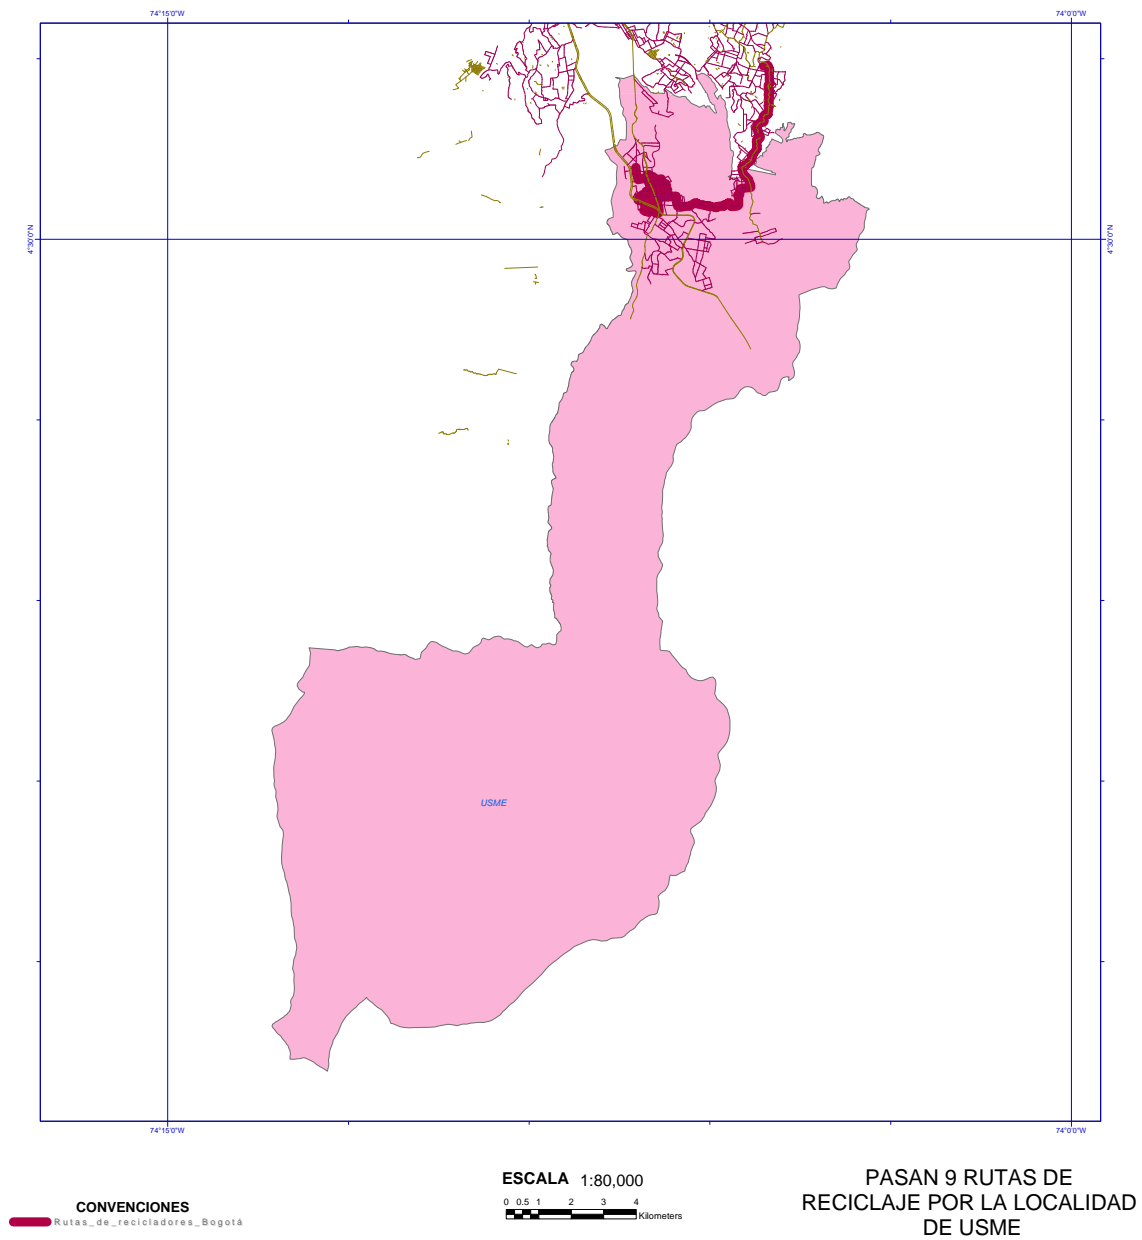 74°15'0"W
74°0'0"W
4°30'0"N
4°30'0"N
USME
74°15'0"W
74°0'0"W
ESCALA 1:80,000
0 0.5 1 2 3 4
Kilometers
CONVENCIONES
Rutas_de_recicladores_Bogotá
PASAN 9 RUTAS DE
RECICLAJE POR LA LOCALIDAD
DE USME